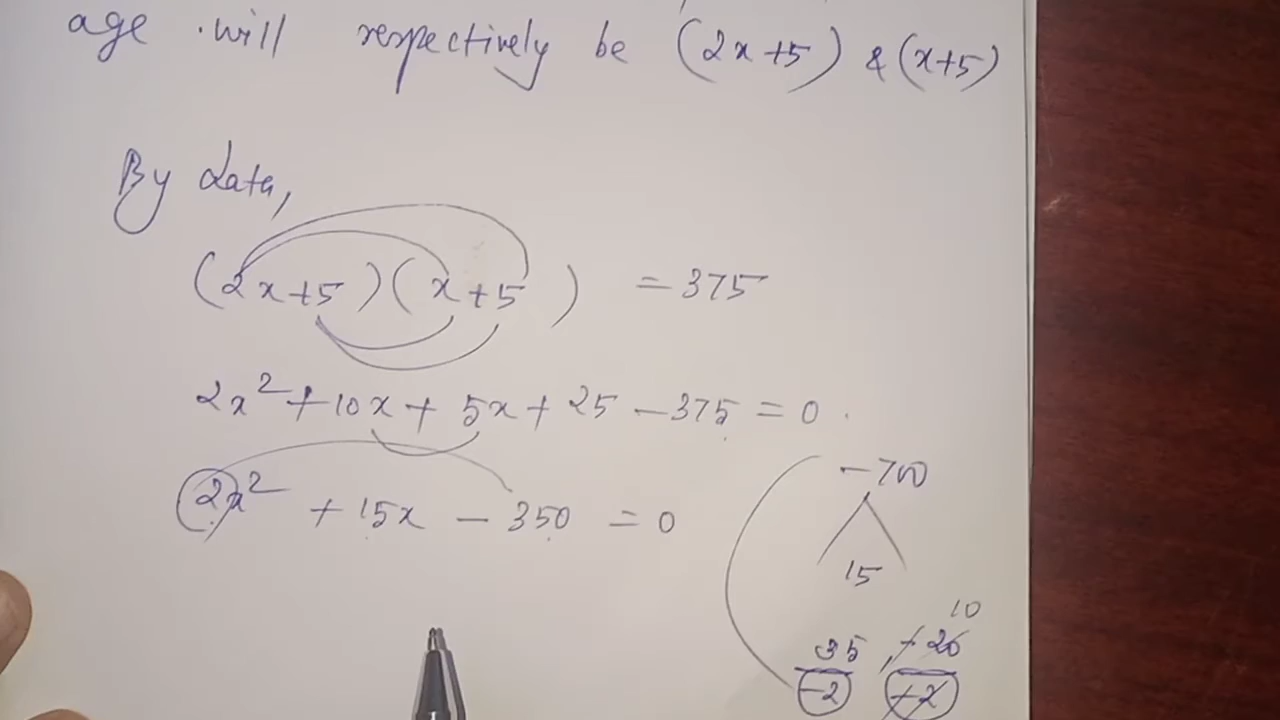 age will respectively be (2x+5) & (x+5)
By data,
(2x+5)(x+5) = 375
2x² + 10x + 5x + 25 - 375 = 0
2x² + 15x - 350 = 0
-700
15
10
35 +20
-2 +2